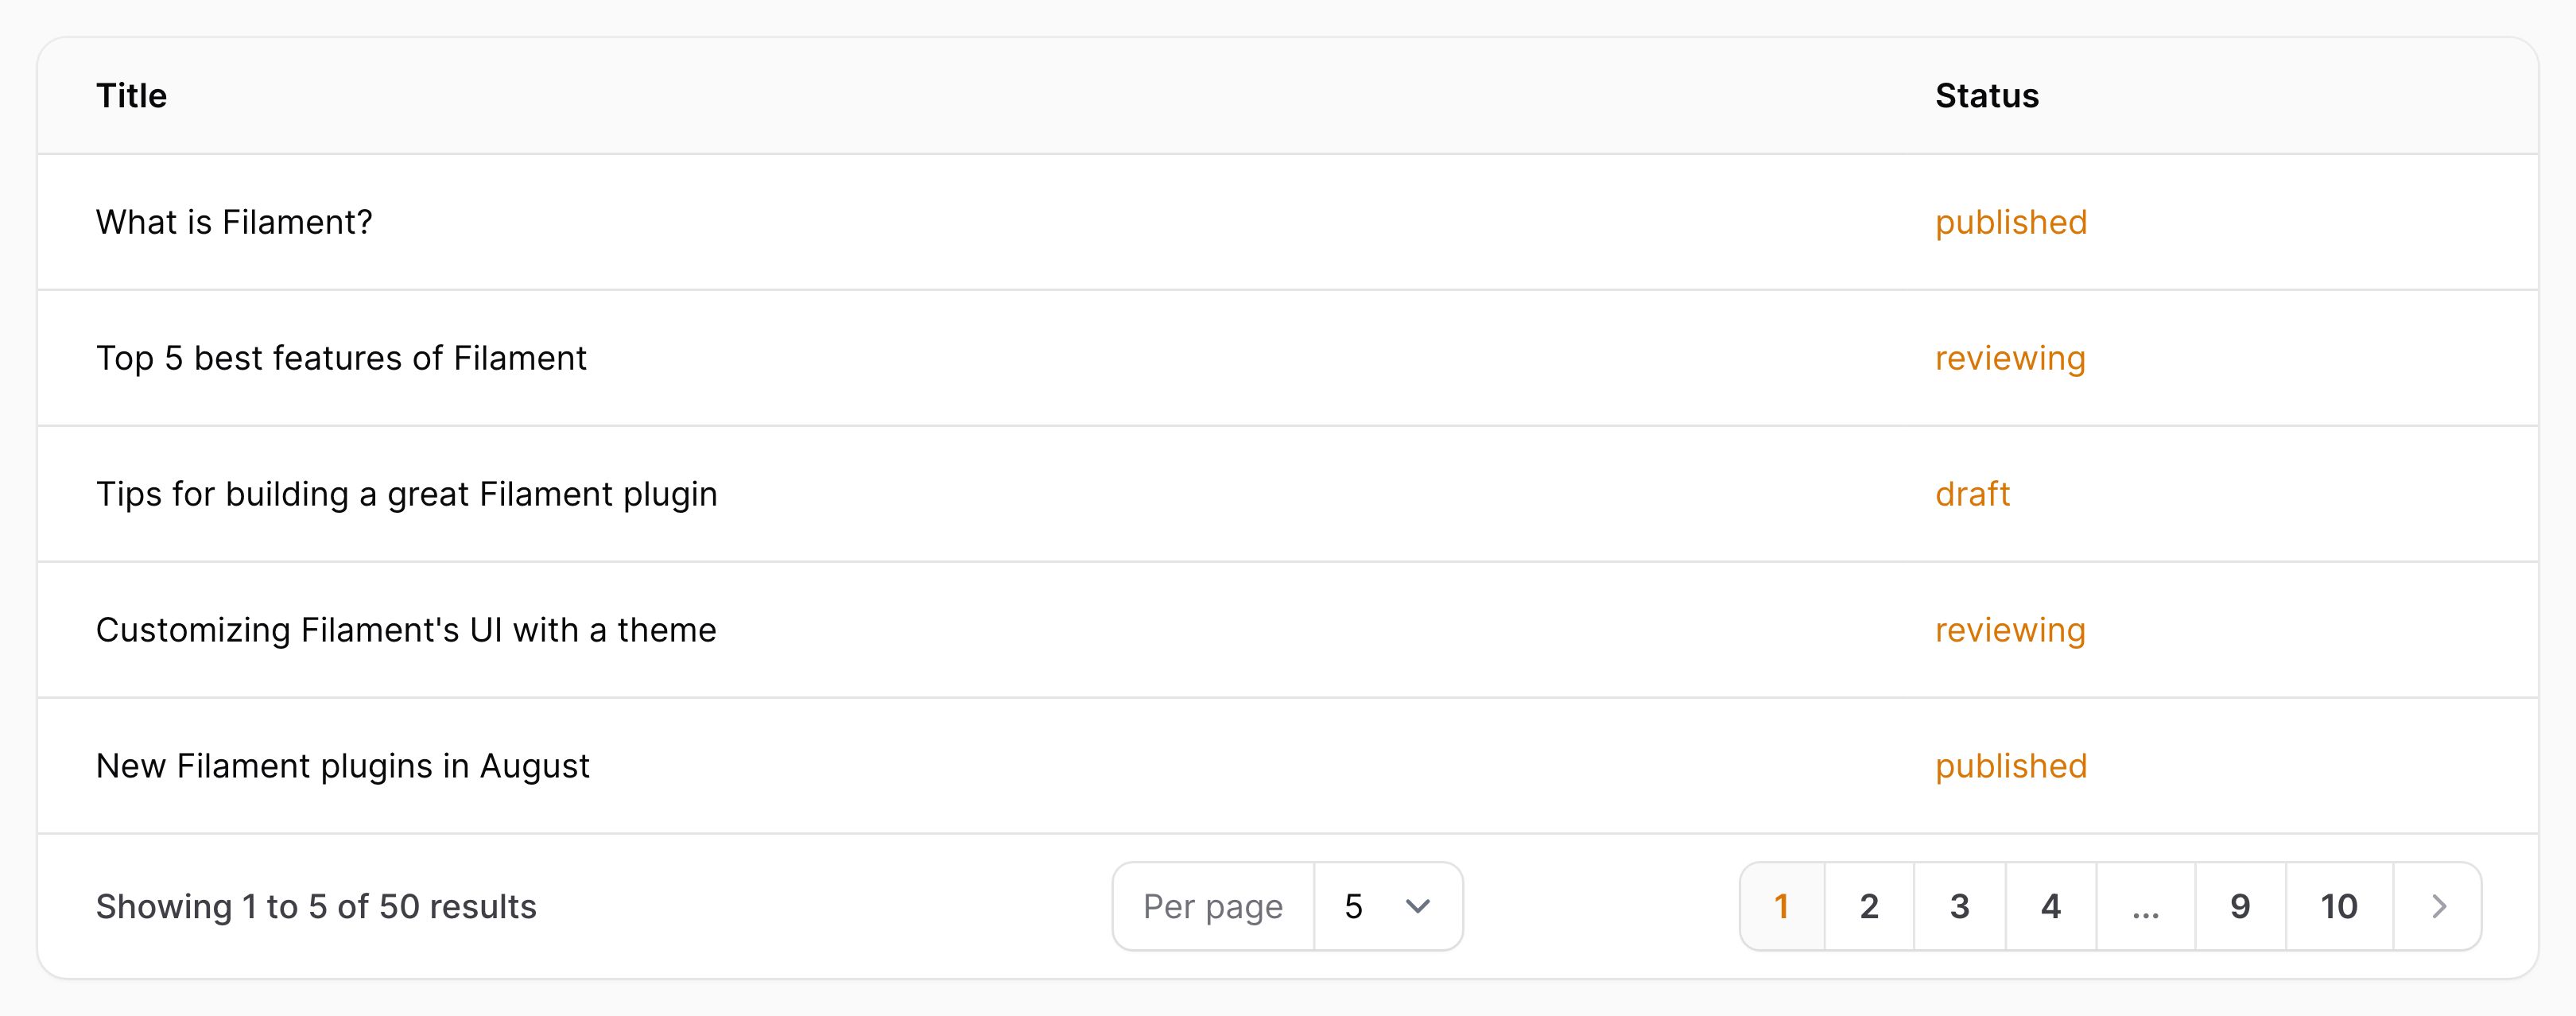 Title Status
What is Filament? published
Top 5 best features of Filament reviewing
Tips for building a great Filament plugin draft
Customizing Filament's UI with a theme reviewing
New Filament plugins in August published
Showing 1 to 5 of 50 results Per page 5 1 2 3 4 ... 9 10